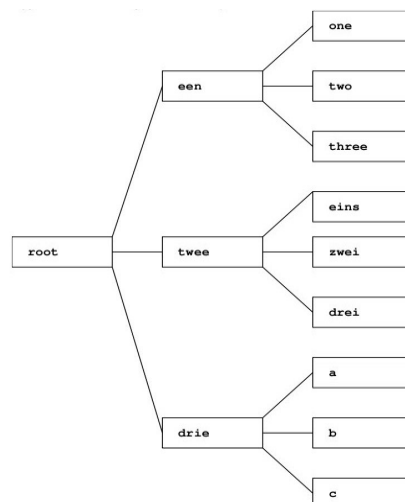 root
een
one
two
three
twee
eins
zwei
drei
drie
a
b
c